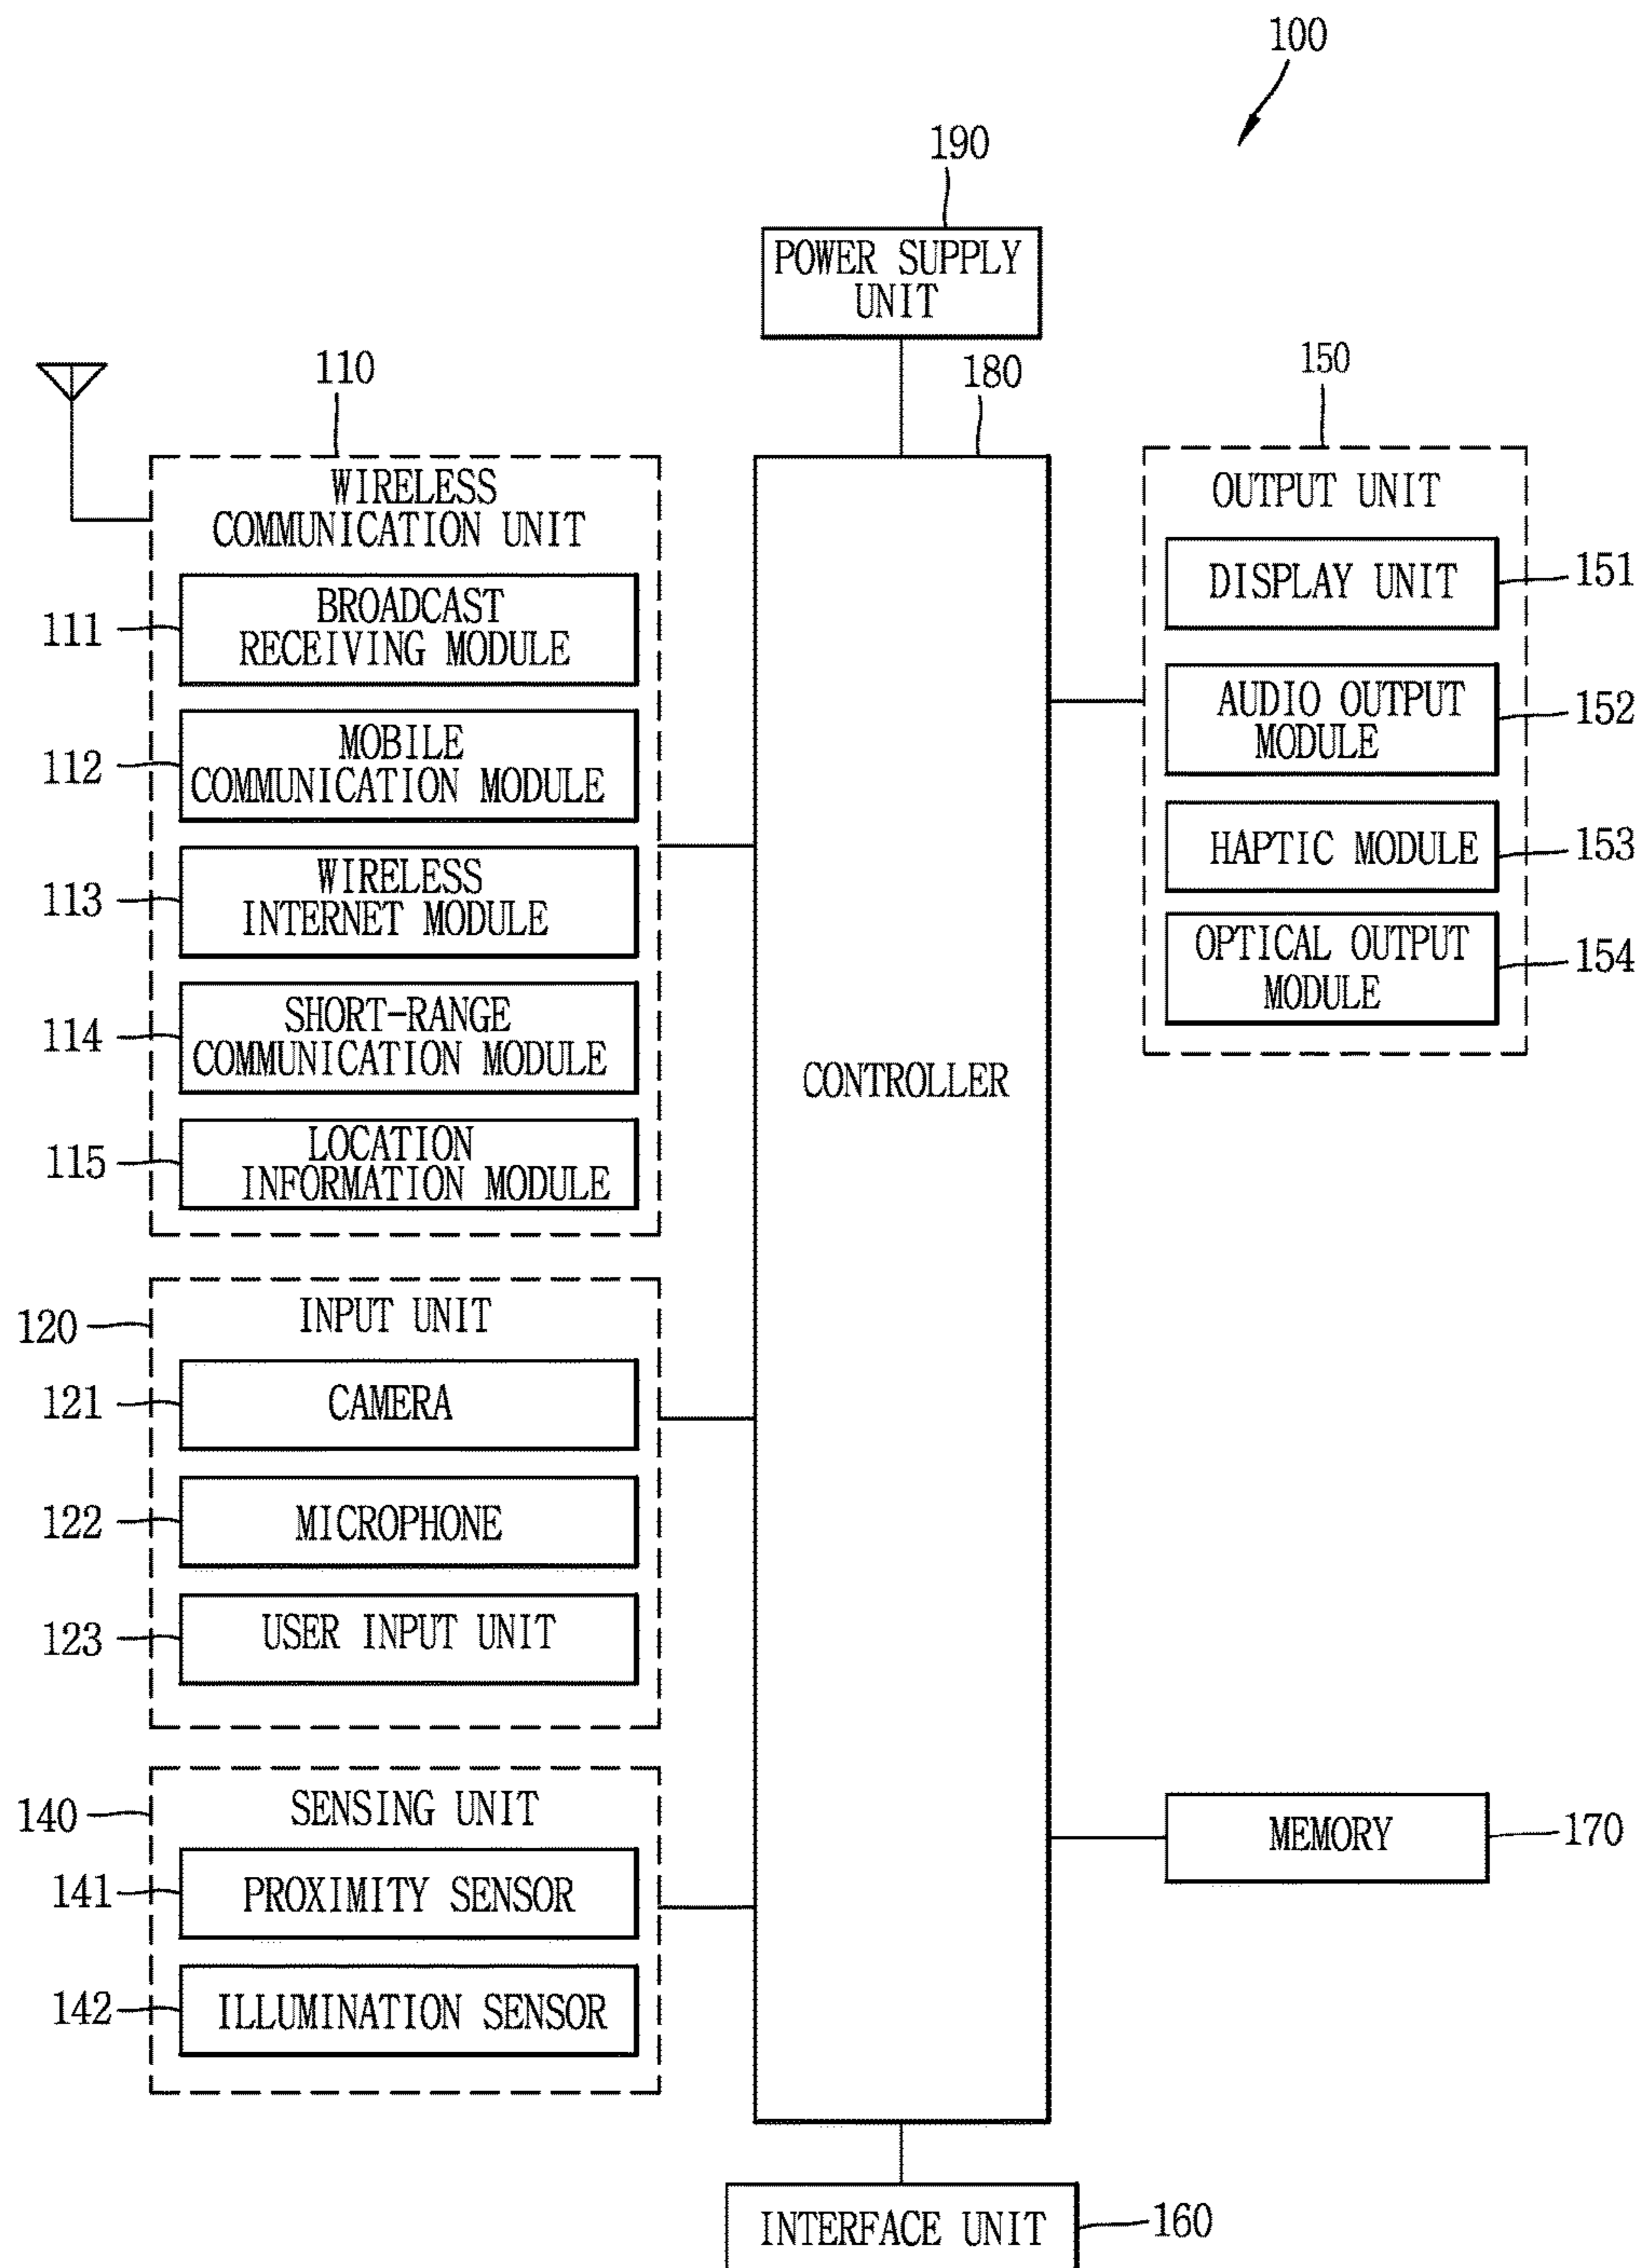 100
190
POWER SUPPLY
UNIT
110
180
150
WIRELESS
COMMUNICATION UNIT
111
BROADCAST
RECEIVING MODULE
112
MOBILE
COMMUNICATION MODULE
113
WIRELESS
INTERNET MODULE
114
SHORT-RANGE
COMMUNICATION MODULE
115
LOCATION
INFORMATION MODULE
120
INPUT UNIT
121
CAMERA
122
MICROPHONE
123
USER INPUT UNIT
140
SENSING UNIT
141
PROXIMITY SENSOR
142
ILLUMINATION SENSOR
CONTROLLER
OUTPUT UNIT
DISPLAY UNIT
151
AUDIO OUTPUT
MODULE
152
HAPTIC MODULE
153
OPTICAL OUTPUT
MODULE
154
MEMORY
170
INTERFACE UNIT
160